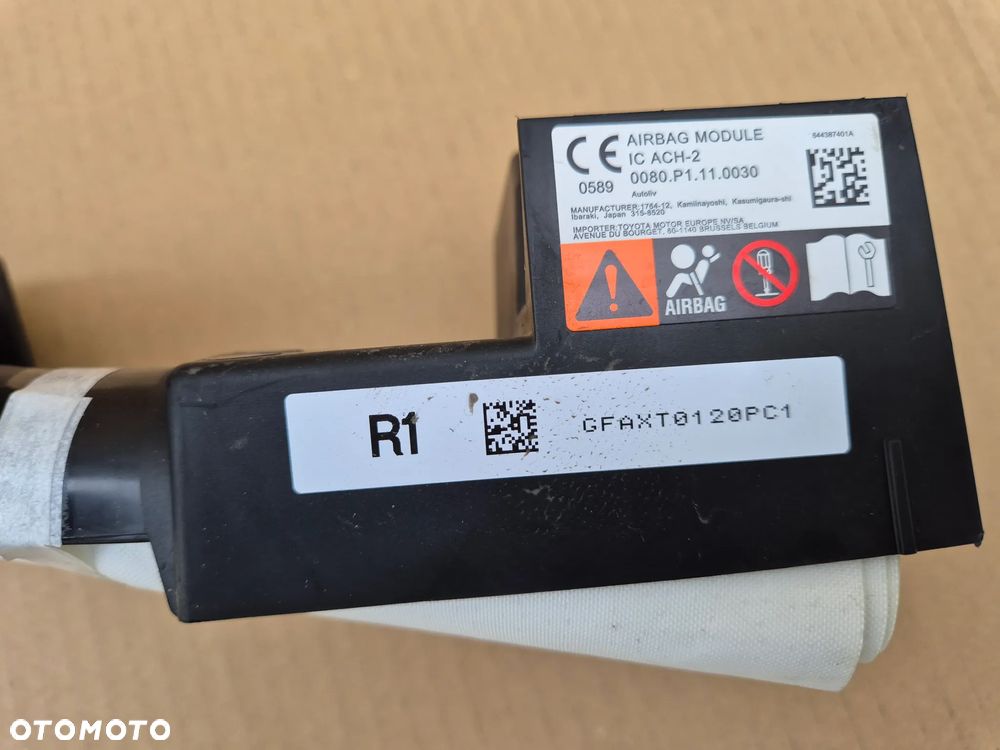 AIRBAG MODULE
IC ACH-2
0080.P1.11.0030
Autoliv
644387401A
CE
0589
MANUFACTURER:1764-12, Kamiinayoshi, Kasumigaura-shi
Ibaraki, Japan 315-8520
IMPORTER:TOYOTA MOTOR EUROPE NV/SA,
AVENUE DU BOURGET, 60-1140 BRUSSELS BELGIUM
AIRBAG
R1
GFAXT0120PC1
OTOMOTO